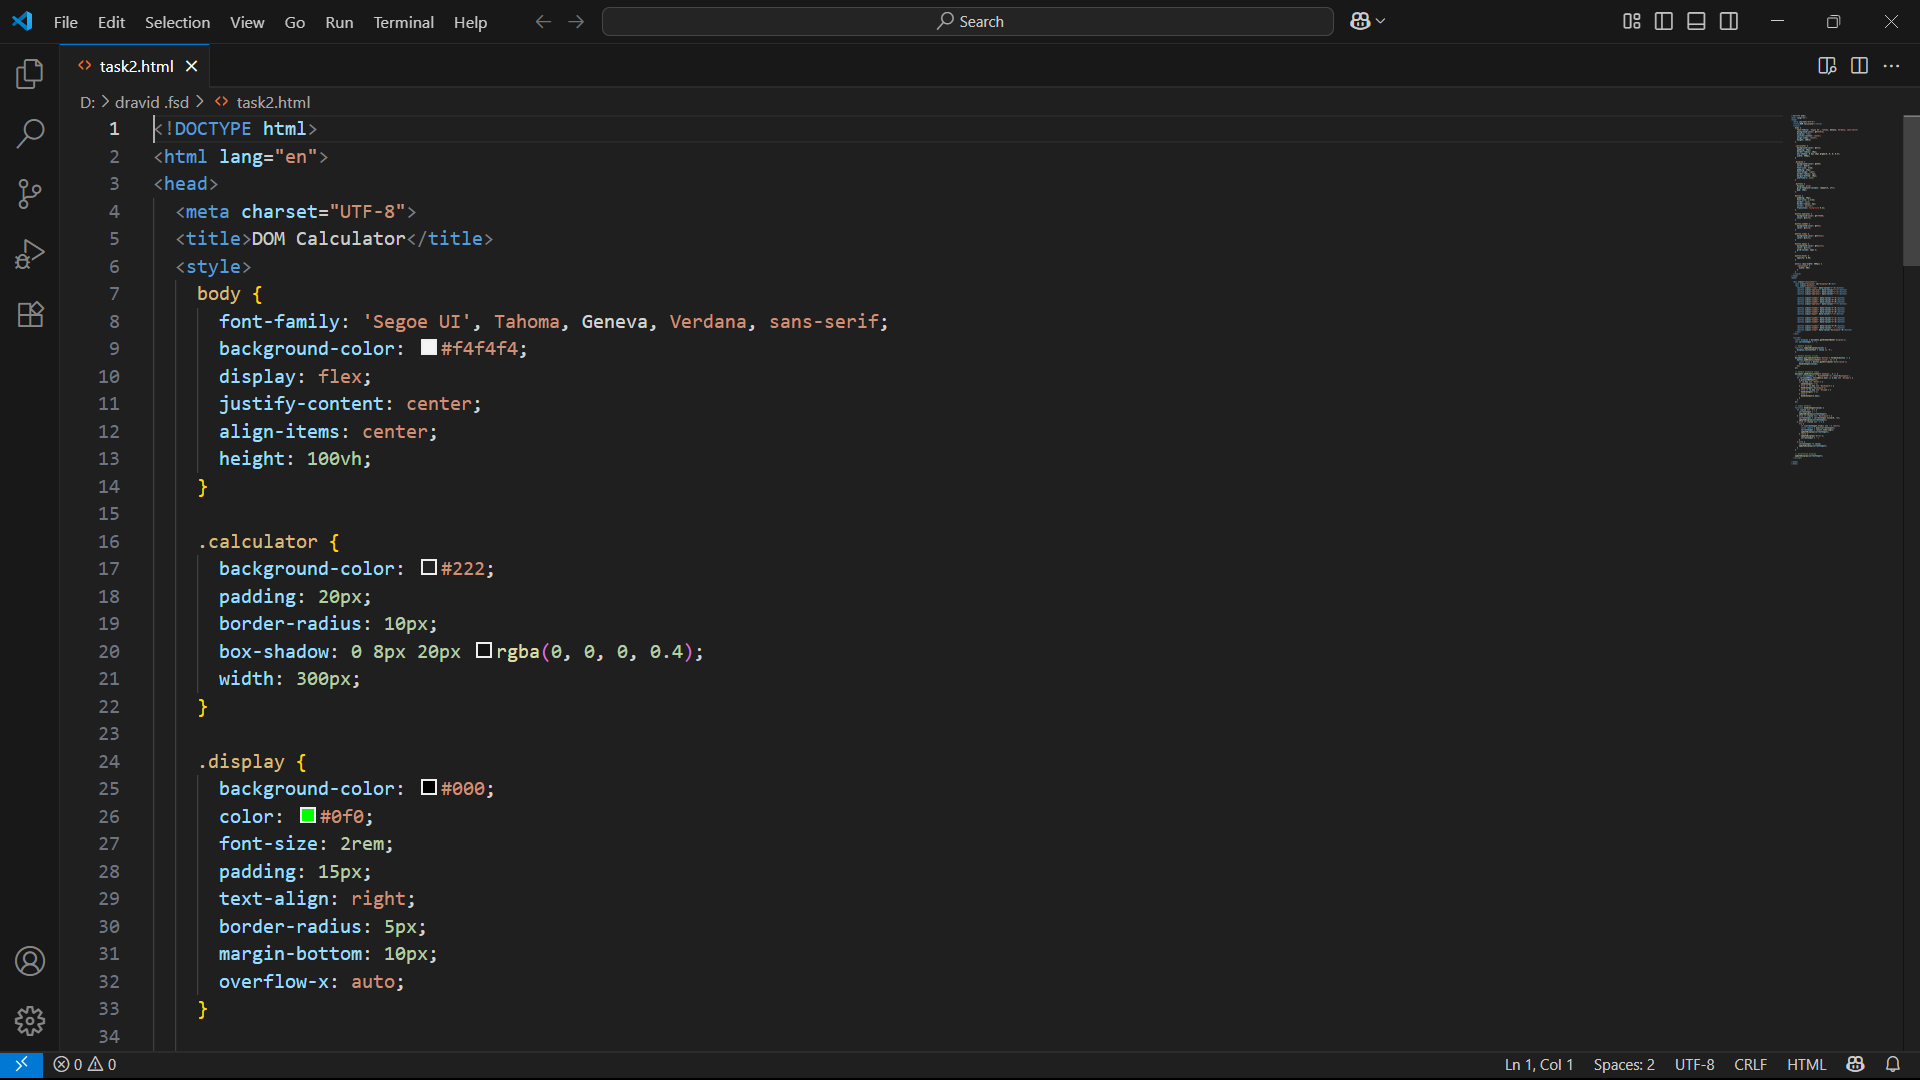 File Edit Selection View Go Run Terminal Help
Search
task2.html
D: > dravid .fsd > task2.html
1 <!DOCTYPE html>
2 <html lang="en">
3 <head>
4 <meta charset="UTF-8">
5 <title>DOM Calculator</title>
6 <style>
7 body {
8 font-family: 'Segoe UI', Tahoma, Geneva, Verdana, sans-serif;
9 background-color: #f4f4f4;
10 display: flex;
11 justify-content: center;
12 align-items: center;
13 height: 100vh;
14 }
15
16 .calculator {
17 background-color: #222;
18 padding: 20px;
19 border-radius: 10px;
20 box-shadow: 0 8px 20px rgba(0, 0, 0, 0.4);
21 width: 300px;
22 }
23
24 .display {
25 background-color: #000;
26 color: #0f0;
27 font-size: 2rem;
28 padding: 15px;
29 text-align: right;
30 border-radius: 5px;
31 margin-bottom: 10px;
32 overflow-x: auto;
33 }
34
0 0 Ln 1, Col 1 Spaces: 2 UTF-8 CRLF HTML